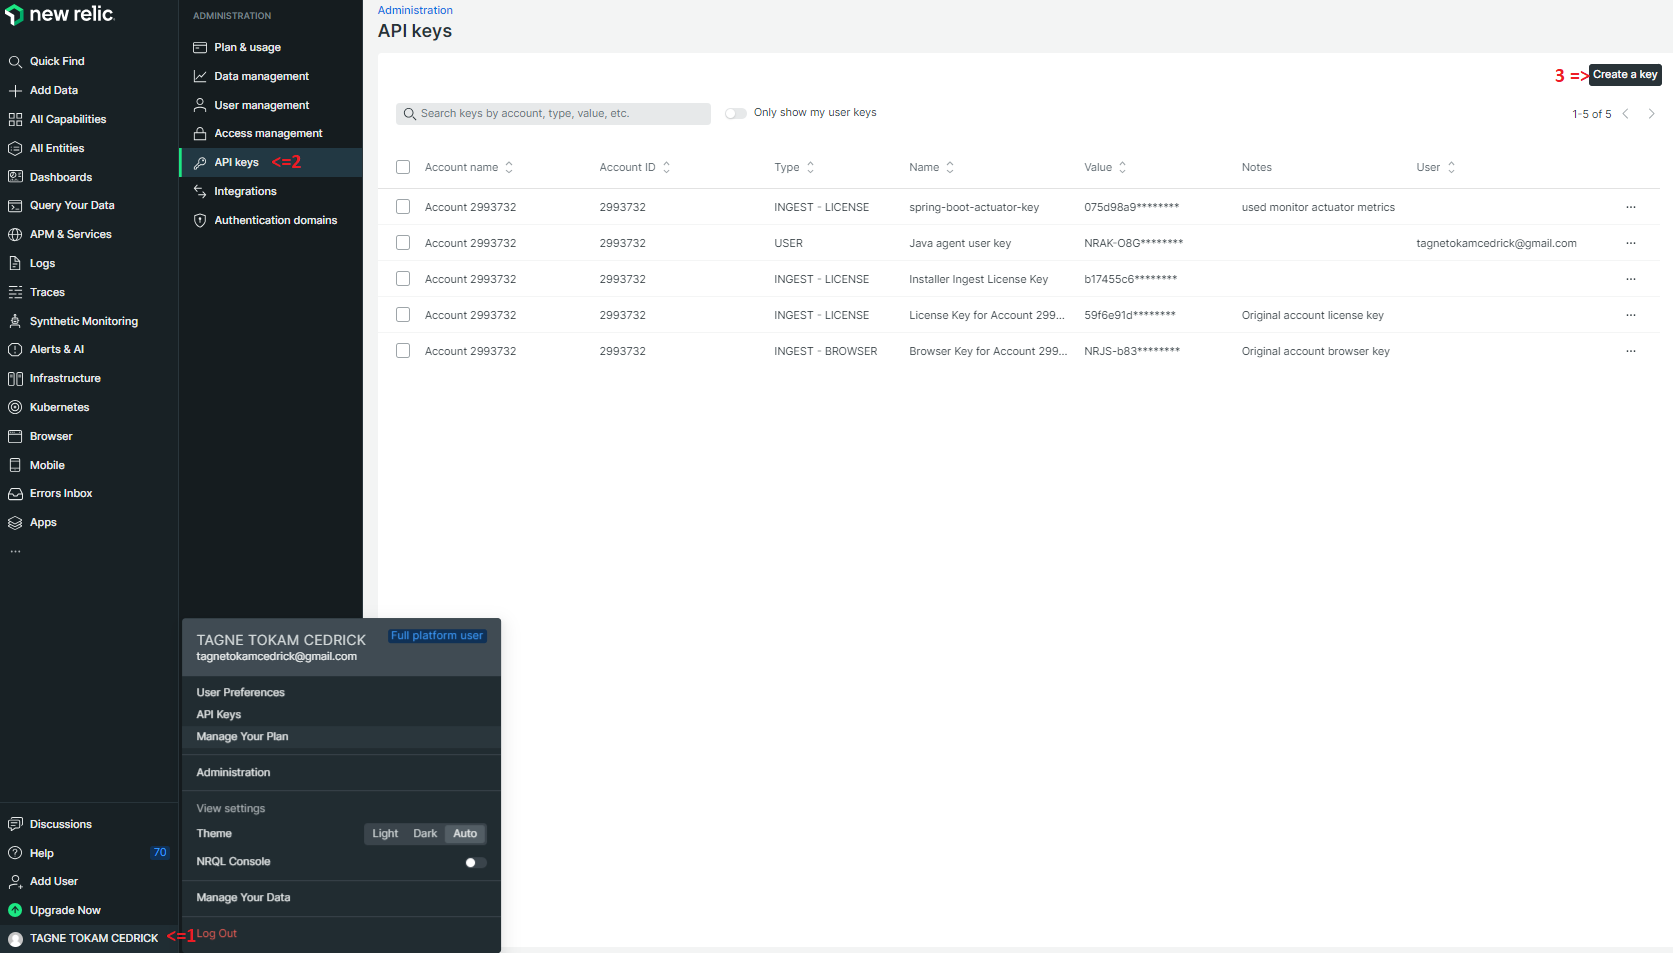 new relic.
Quick Find
Add Data
All Capabilities
All Entities
Dashboards
Query Your Data
APM & Services
Logs
Traces
Synthetic Monitoring
Alerts & AI
Infrastructure
Kubernetes
Browser
Mobile
Errors Inbox
Apps
...
Discussions
Help 70
Add User
Upgrade Now
TAGNE TOKAM CEDRICK <=1
ADMINISTRATION
Plan & usage
Data management
User management
Access management
API keys <=2
Integrations
Authentication domains
TAGNE TOKAM CEDRICK Full platform user
tagnetokamcedrick@gmail.com
User Preferences
API Keys
Manage Your Plan
Administration
View settings
Theme Light Dark Auto
NRQL Console
Manage Your Data
Log Out
Administration
API keys
3 => Create a key
Search keys by account, type, value, etc. Only show my user keys 1-5 of 5
Account name Account ID Type Name Value Notes User
Account 2993732 2993732 INGEST - LICENSE spring-boot-actuator-key 075d98a9******** used monitor actuator metrics ...
Account 2993732 2993732 USER Java agent user key NRAK-O8G******** tagnetokamcedrick@gmail.com ...
Account 2993732 2993732 INGEST - LICENSE Installer Ingest License Key b17455c6******** ...
Account 2993732 2993732 INGEST - LICENSE License Key for Account 299... 59f6e91d******** Original account license key ...
Account 2993732 2993732 INGEST - BROWSER Browser Key for Account 299... NRJS-b83******** Original account browser key ...